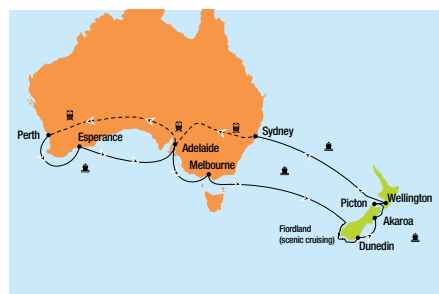 Perth
Esperance
Adelaide
Melbourne
Sydney
Wellington
Picton
Akaroa
Fiordland
(scenic cruising)
Dunedin